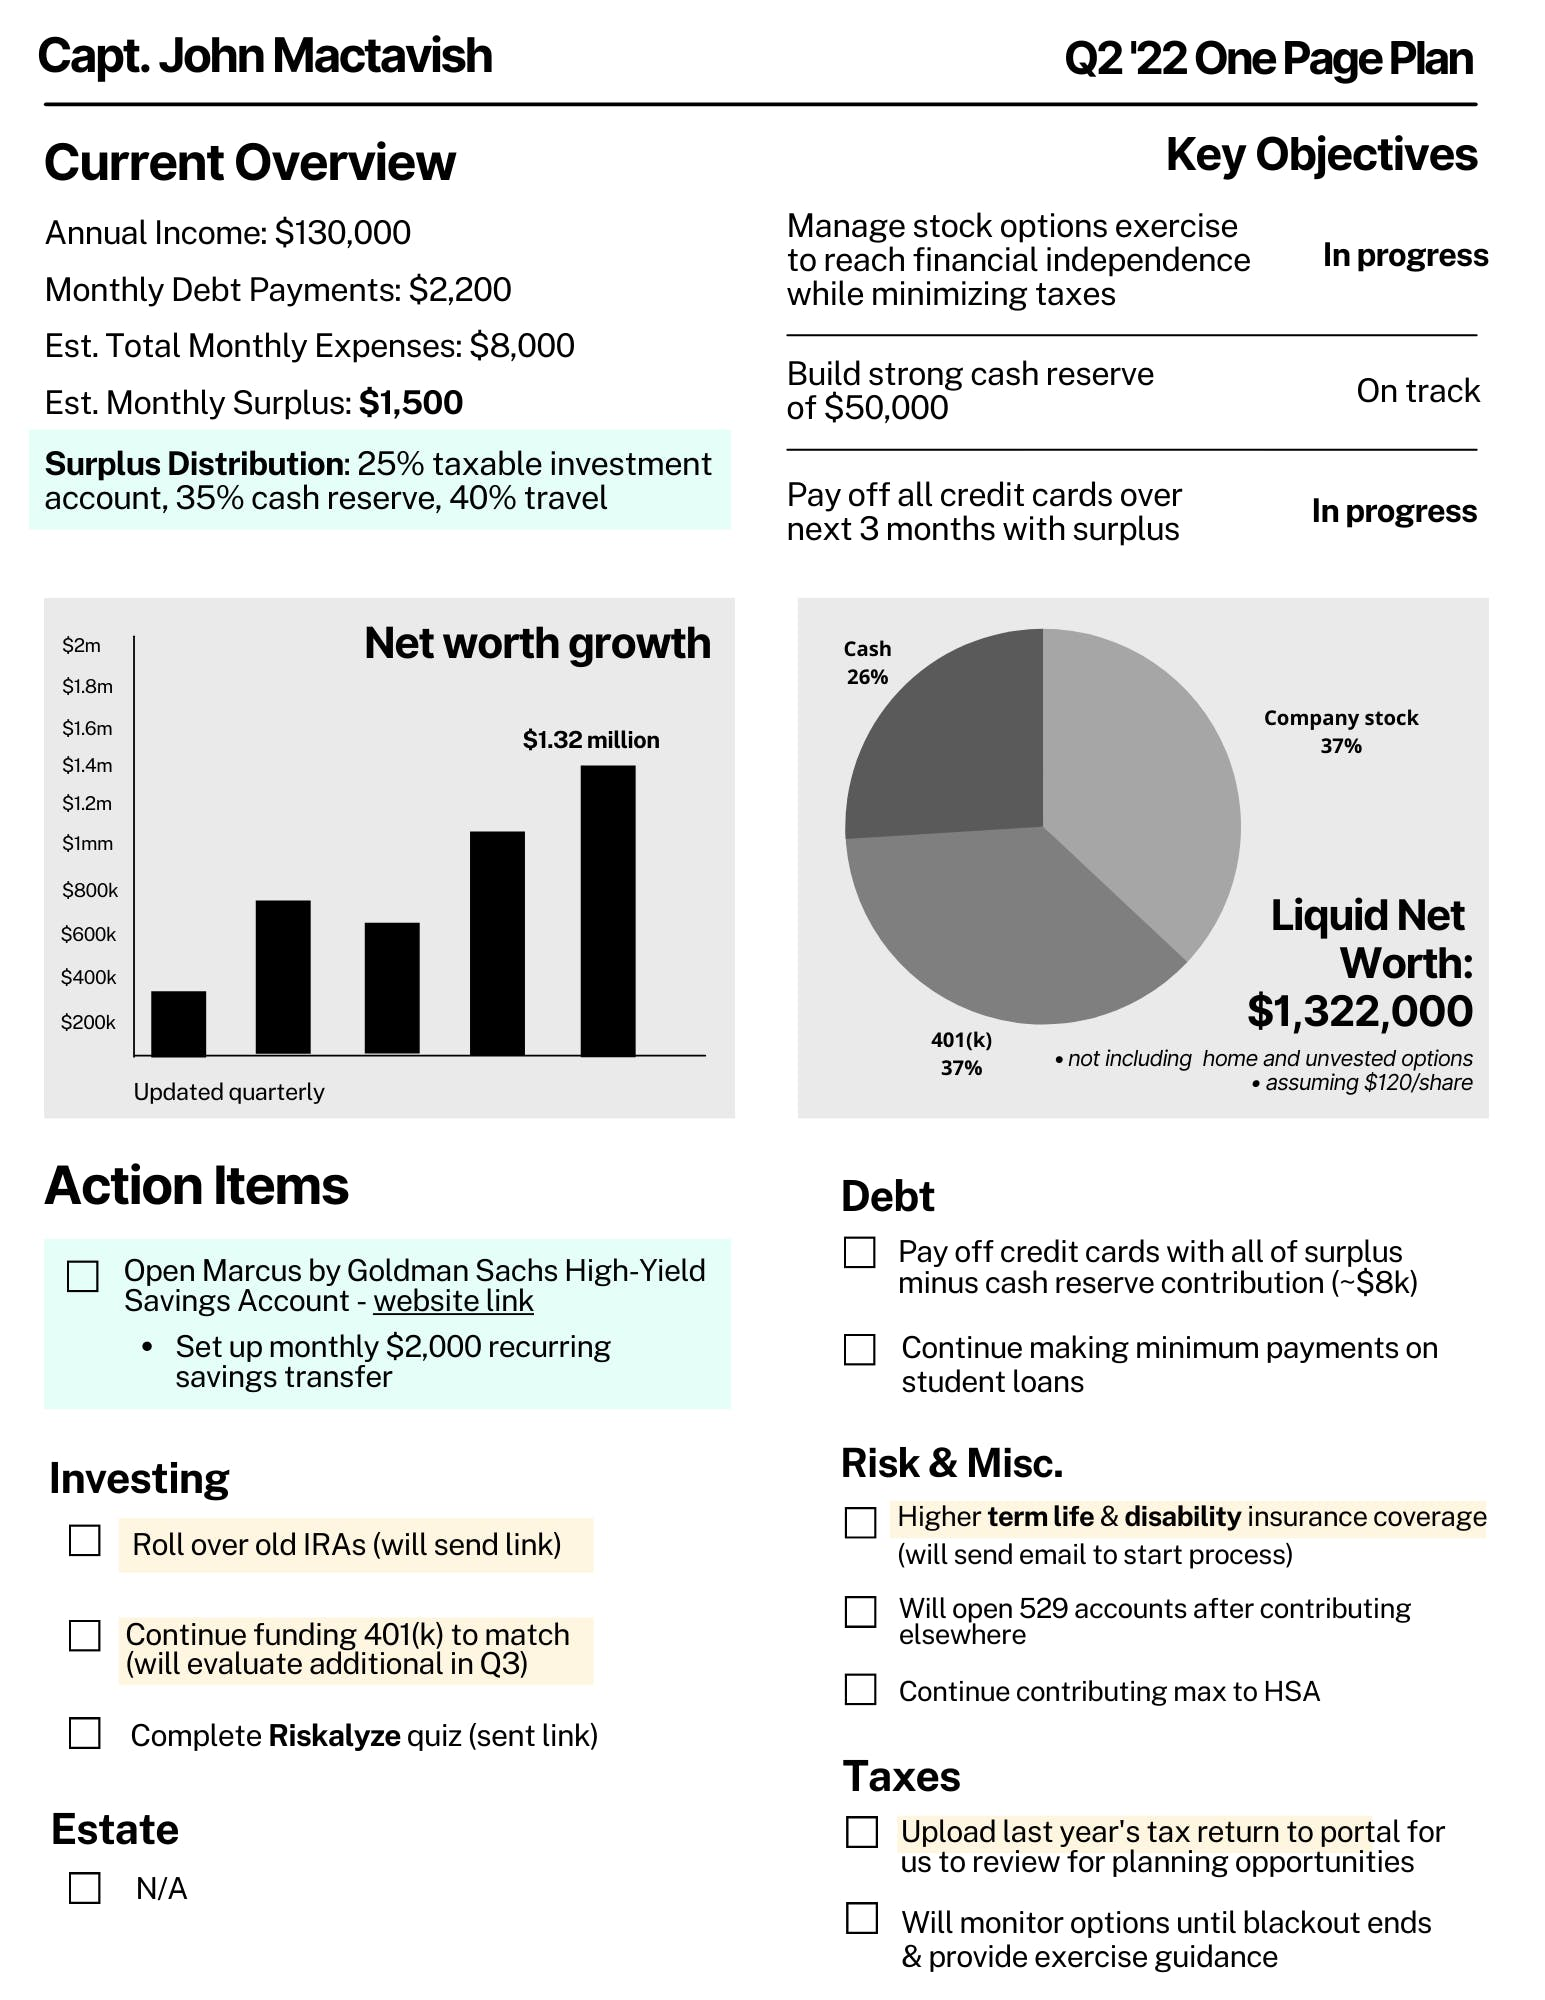 Capt. John Mactavish
Q2 '22 One Page Plan
Current Overview
Annual Income: $130,000
Monthly Debt Payments: $2,200
Est. Total Monthly Expenses: $8,000
Est. Monthly Surplus: $1,500
Surplus Distribution: 25% taxable investment
account, 35% cash reserve, 40% travel
Key Objectives
Manage stock options exercise
to reach financial independence
while minimizing taxes
In progress
Build strong cash reserve
of $50,000
On track
Pay off all credit cards over
next 3 months with surplus
In progress
Net worth growth
$2m
$1.8m
$1.6m
$1.4m
$1.2m
$1mm
$800k
$600k
$400k
$200k
$1.32 million
Updated quarterly
Cash
26%
Company stock
37%
401(k)
37%
Liquid Net
Worth:
$1,322,000
• not including home and unvested options
• assuming $120/share
Action Items
Open Marcus by Goldman Sachs High-Yield
Savings Account - website link
• Set up monthly $2,000 recurring
savings transfer
Investing
Roll over old IRAs (will send link)
Continue funding 401(k) to match
(will evaluate additional in Q3)
Complete Riskalyze quiz (sent link)
Estate
N/A
Debt
Pay off credit cards with all of surplus
minus cash reserve contribution (~$8k)
Continue making minimum payments on
student loans
Risk & Misc.
Higher term life & disability insurance coverage
(will send email to start process)
Will open 529 accounts after contributing
elsewhere
Continue contributing max to HSA
Taxes
Upload last year's tax return to portal for
us to review for planning opportunities
Will monitor options until blackout ends
& provide exercise guidance